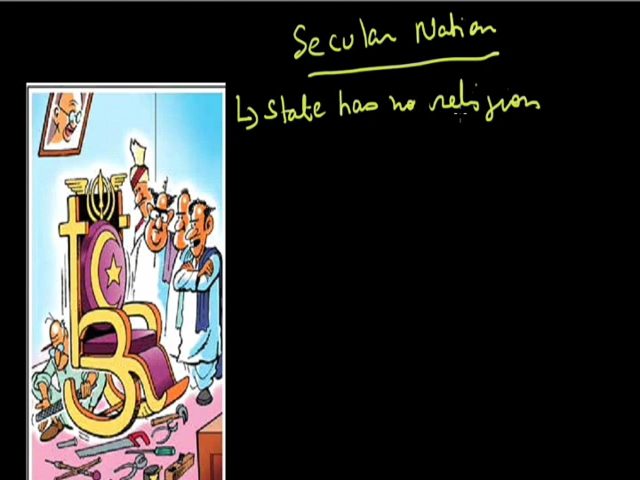 Secular Nation
↳ State has no religion